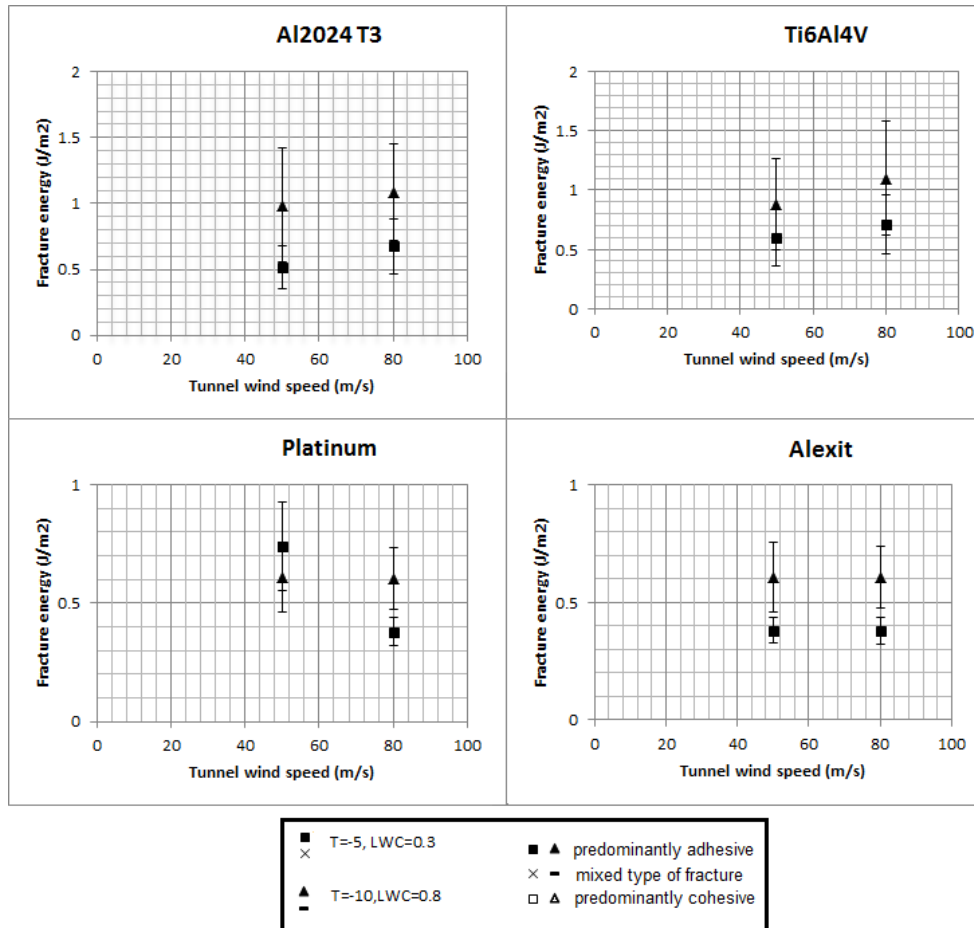 Al2024 T3
Fracture energy (J/m2)
2
1.5
1
0.5
0
0 20 40 60 80 100
Tunnel wind speed (m/s)
Ti6Al4V
Fracture energy (J/m2)
2
1.5
1
0.5
0
0 20 40 60 80 100
Tunnel wind speed (m/s)
Platinum
Fracture energy (J/m2)
1
0.5
0
0 20 40 60 80 100
Tunnel wind speed (m/s)
Alexit
Fracture energy (J/m2)
1
0.5
0
0 20 40 60 80 100
Tunnel wind speed (m/s)
T=-5, LWC=0.3
T=-10,LWC=0.8
predominantly adhesive
mixed type of fracture
predominantly cohesive